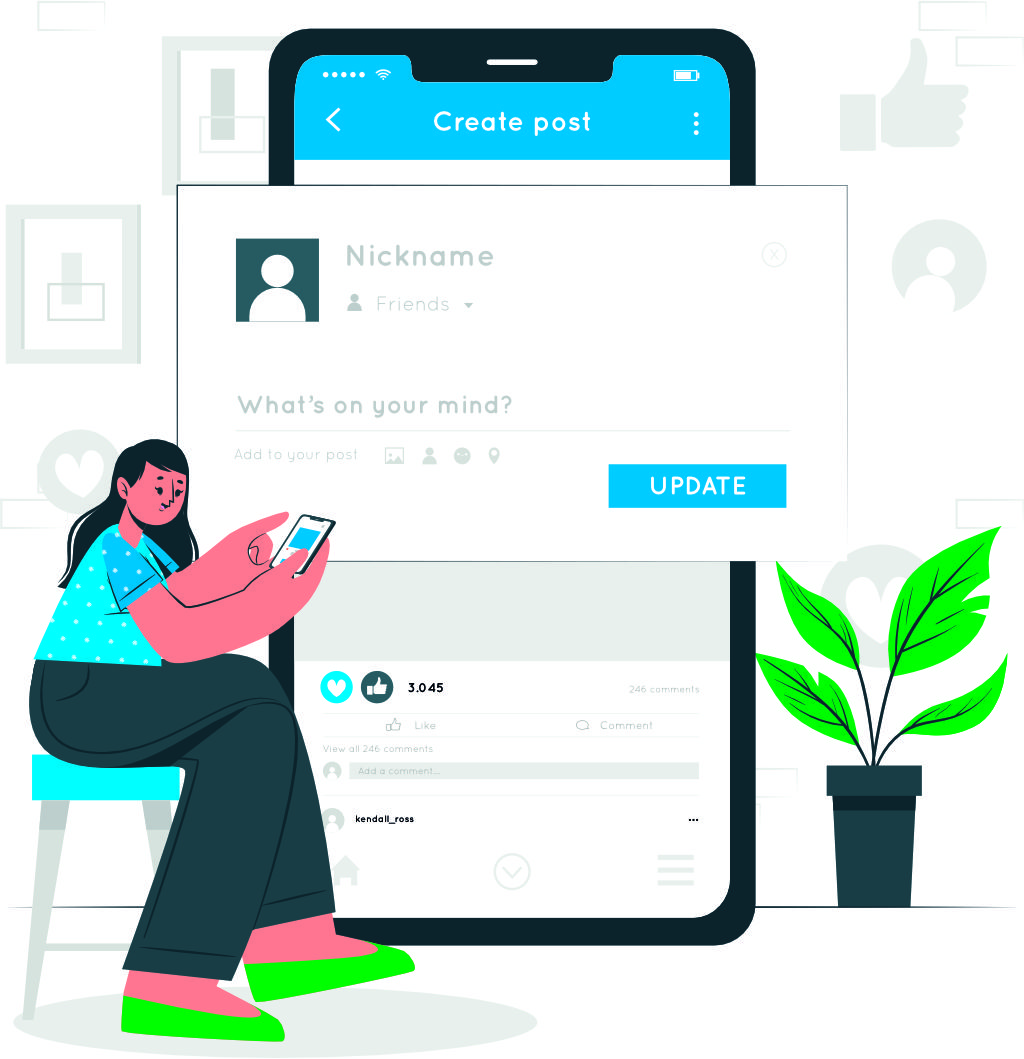 Create post
Nickname
X
Friends
What's on your mind?
Add to your post
UPDATE
3.045
246 comments
Like
Comment
View all 246 comments
Add a comment...
kendall_ross